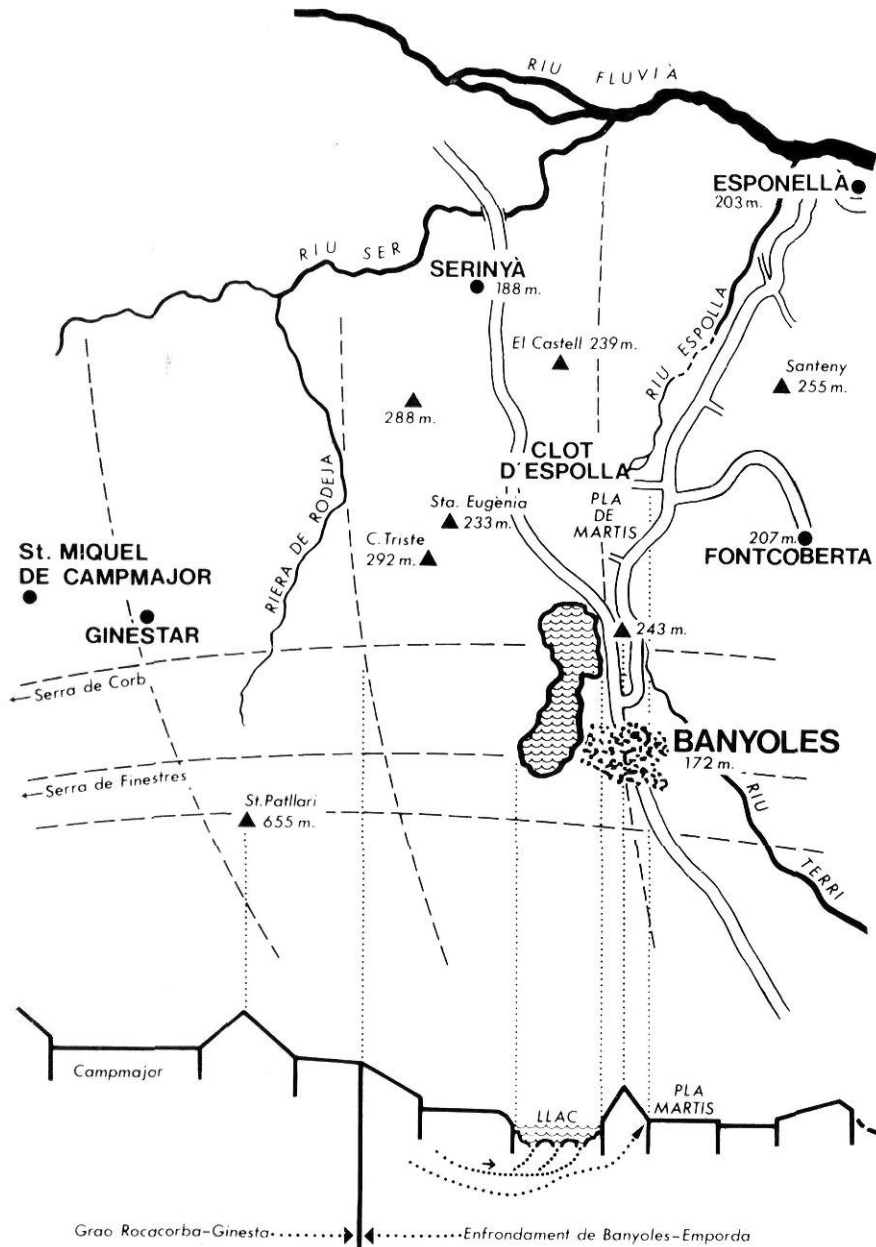 RIU FLUVIÀ
ESPONELLÀ
203 m.
RIU SER
SERINYÀ
188 m.
RIU ESPOLLA
El Castell 239 m.
Santeny
255 m.
288 m.
CLOT
D'ESPOLLA
PLA
DE
MARTIS
Sta. Eugènia
233 m.
C. Triste
292 m.
207 m.
FONTCOBERTA
RIERA DE RODEJA
St. MIQUEL
DE CAMPMAJOR
GINESTAR
243 m.
← Serra de Corb
BANYOLES
172 m.
← Serra de Finestres
St. Patllari
655 m.
RIU TERRI
Campmajor
LLAC
PLA
MARTIS
Grao Rocacorba-Ginesta
Enfrondament de Banyoles-Emporda